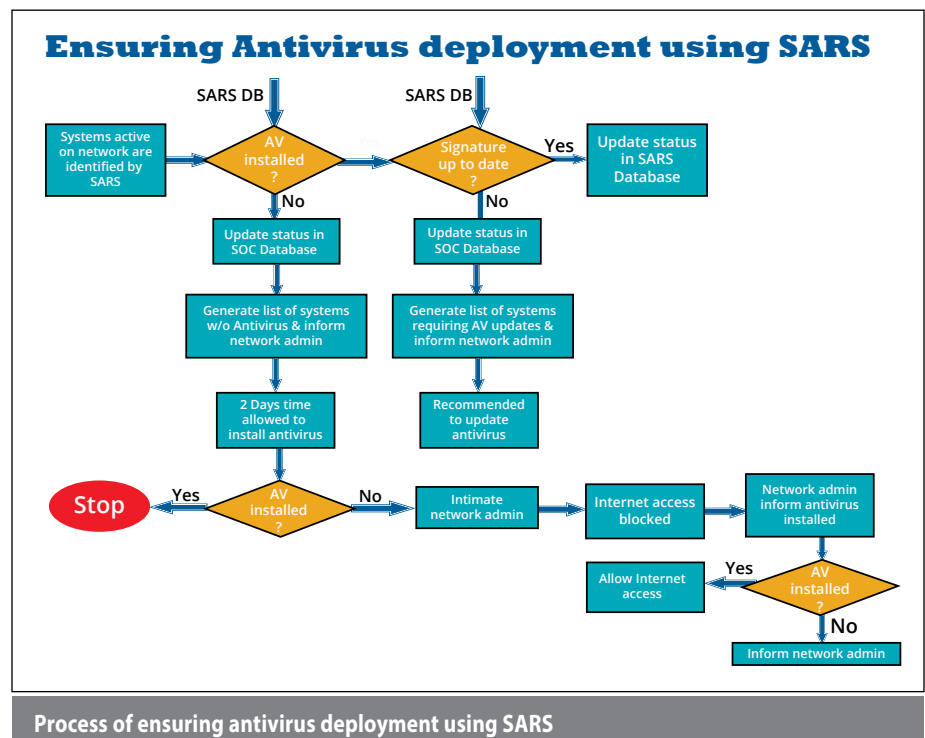 Ensuring Antivirus deployment using SARS
SARS DB
SARS DB
Systems active
on network are
identified by
SARS
AV
installed
?
Signature
up to date
?
Yes
Update status
in SARS
Database
No
No
Update status in
SOC Database
Update status in
SOC Database
Generate list of systems
w/o Antivirus & inform
network admin
Generate list of systems
requiring AV updates &
inform network admin
2 Days time
allowed to
install antivirus
Recommended
to update
antivirus
Stop
Yes
AV
installed
?
No
Intimate
network admin
Internet access
blocked
Network admin
inform antivirus
installed
Allow Internet
access
Yes
AV
installed
?
No
Inform network admin
Process of ensuring antivirus deployment using SARS